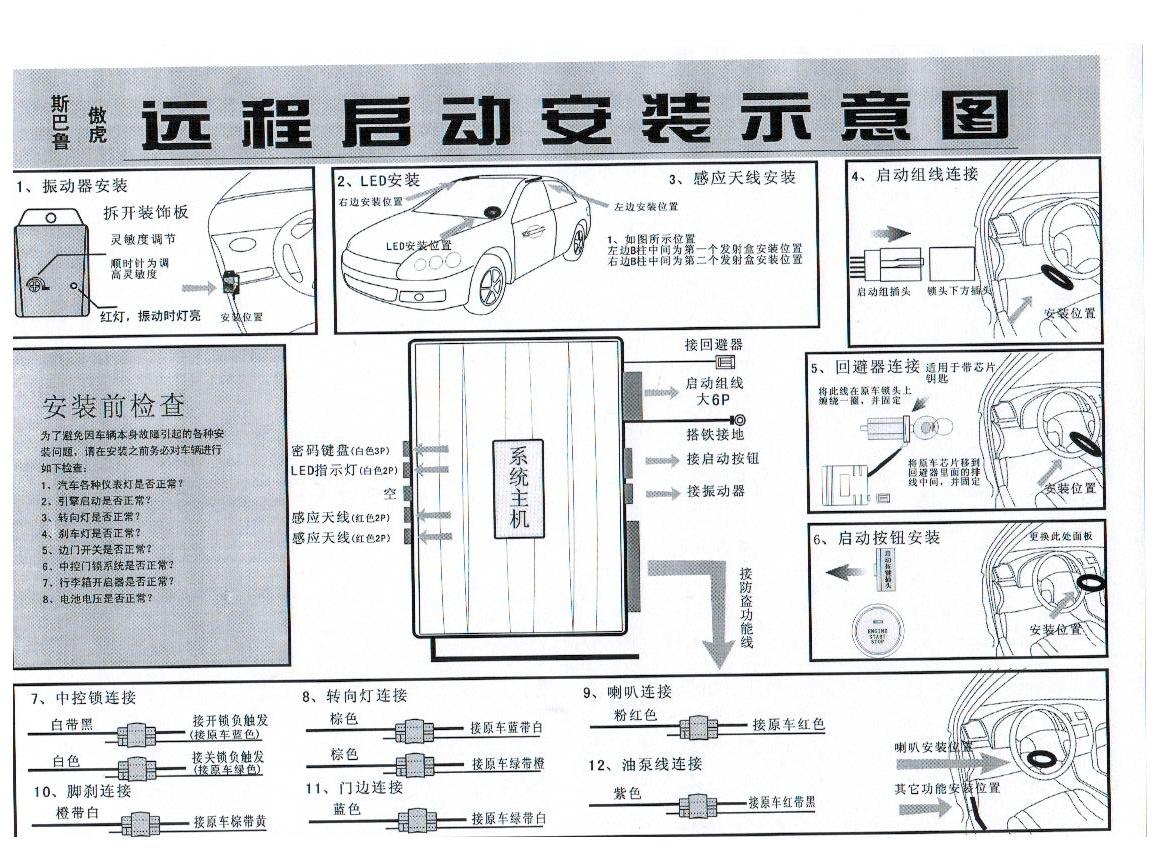 斯巴鲁
傲虎
远程启动安装示意图
1、振动器安装
拆开装饰板
灵敏度调节
顺时针为调
高灵敏度
红灯，振动时灯亮
安装位置
2、LED安装
右边安装位置
LED安装位置
3、感应天线安装
左边安装位置
1、如图所示位置
左边B柱中间为第一个发射盒安装位置
右边B柱中间为第二个发射盒安装位置
4、启动组线连接
启动组插头
锁头下方插头
安装位置
安装前检查
为了避免因车辆本身故障引起的各种安
装问题，请在安装之前务必对车辆进行
如下检查：
1、汽车各种仪表灯是否正常？
2、引擎启动是否正常？
3、转向灯是否正常？
4、刹车灯是否正常？
5、边门开关是否正常？
6、中控门锁系统是否正常？
7、行李箱开启器是否正常？
8、电池电压是否正常？
密码键盘(白色3P)
LED指示灯(白色2P)
空
感应天线(红色2P)
感应天线(红色2P)
系统主机
接回避器
启动组线
大6P
搭铁接地
接启动按钮
接振动器
接防盗功能线
5、回避器连接 适用于带芯片
钥匙
将此线在原车锁头上
缠绕一圈，并固定
将原车芯片移到
回避器里面的排
线中间，并固定
安装位置
6、启动按钮安装
启动按键插头
ENGINE
START
STOP
更换此处面板
安装位置
7、中控锁连接
白带黑
接开锁负触发
(接原车蓝色)
白色
接关锁负触发
(接原车绿色)
8、转向灯连接
棕色
接原车蓝带白
棕色
接原车绿带橙
9、喇叭连接
粉红色
接原车红色
10、脚刹连接
橙带白
接原车棕带黄
11、门边连接
蓝色
接原车绿带白
12、油泵线连接
紫色
接原车红带黑
喇叭安装位置
其它功能安装位置